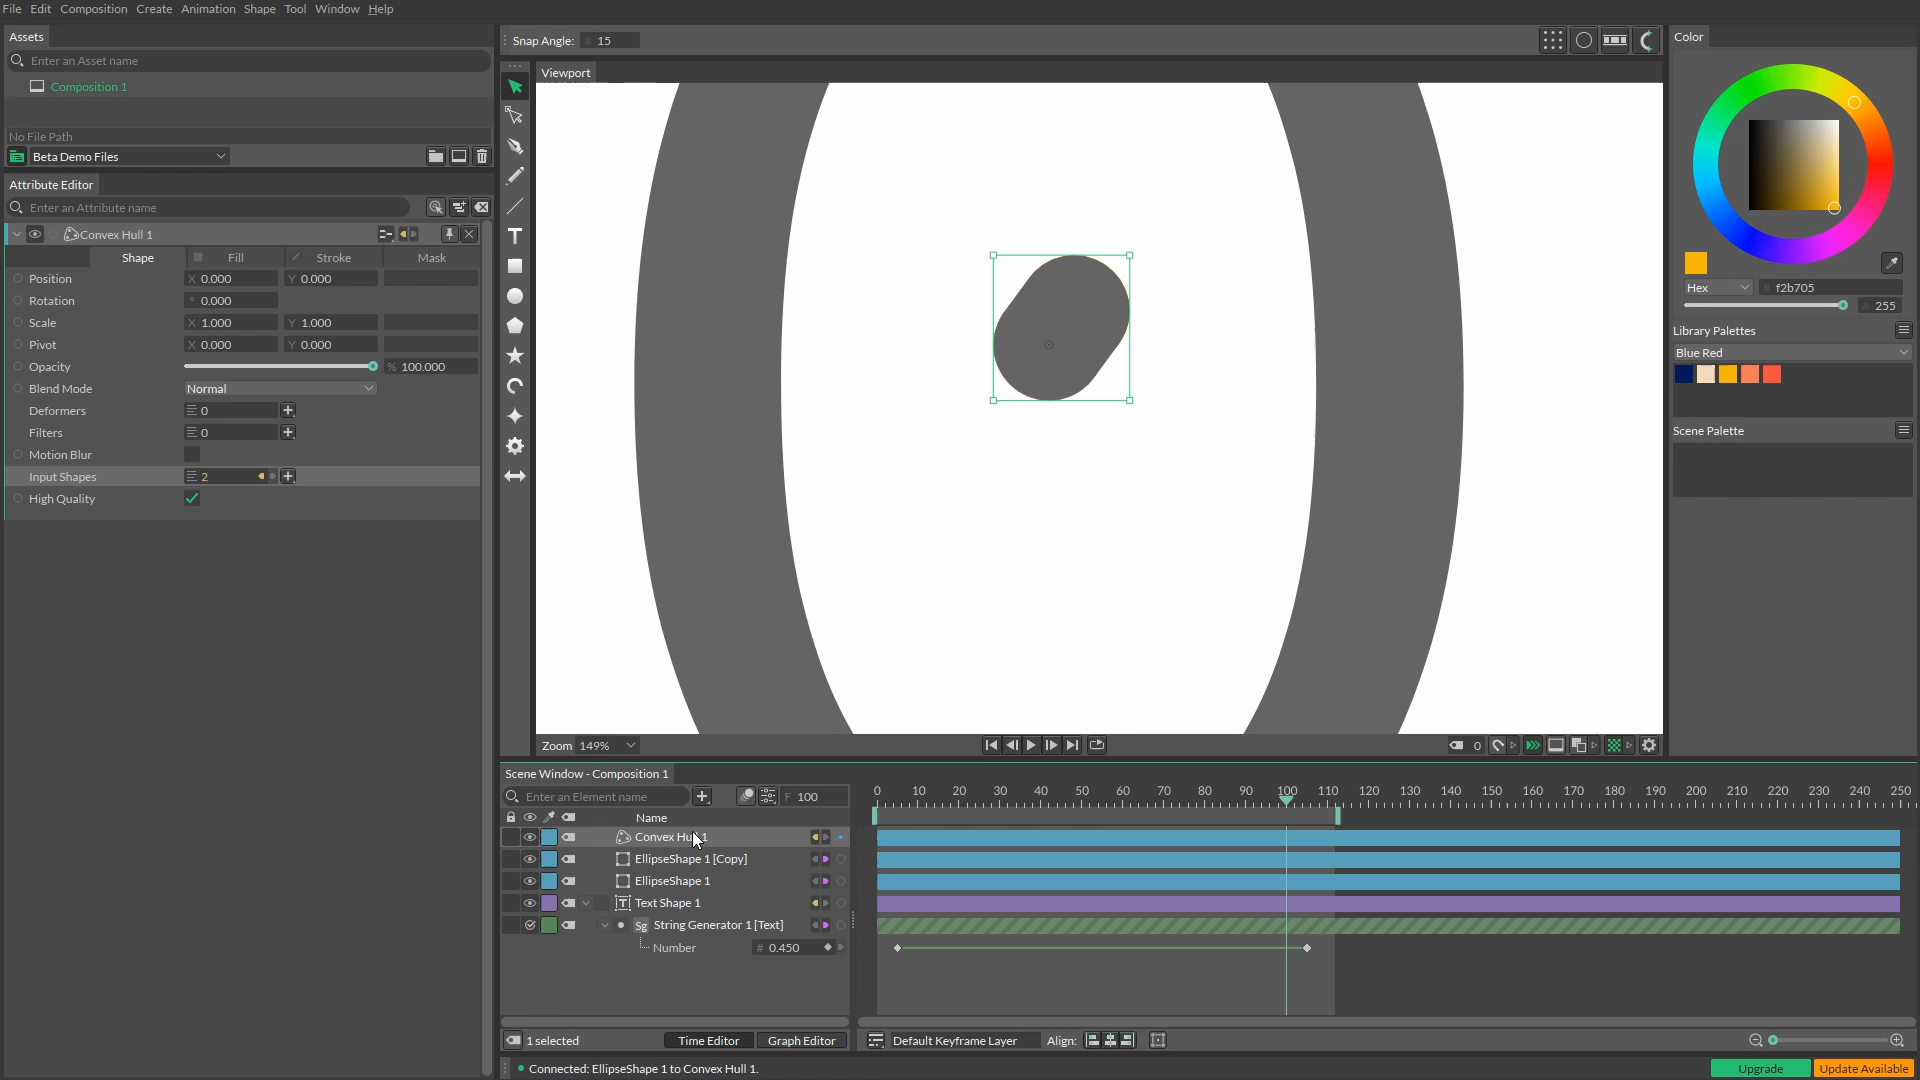 File Edit View Composition Create Animation Shape Tool Window Help
Assets
Enter an Asset name
Composition 1
No File Path
Beta Demo Files
Attribute Editor
Enter an Attribute name
Convex Hull 1
Shape Fill Stroke Mask
Position X 0.000 Y 0.000
Rotation ° 0.000
Scale X 1.000 Y 1.000
Pivot X 0.000 Y 0.000
Opacity % 100.000
Blend Mode Normal
Deformers 0
Filters 0
Motion Blur
Input Shapes 2
High Quality
Snap Angle: 15
Viewport
Zoom 149%
0
Color
Hex # f2b705
A 255
Library Palettes
Blue Red
Scene Palette
Scene Window - Composition 1
Enter an Element name
F 100
0 10 20 30 40 50 60 70 80 90 100 110 120 130 140 150 160 170 180 190 200 210 220 230 240 250
Name
Convex Hull 1
EllipseShape 1 [Copy]
EllipseShape 1
T Text Shape 1
Sg String Generator 1 [Text]
Number # 0.450
1 selected
Time Editor Graph Editor
Default Keyframe Layer
Align:
Connected: EllipseShape 1 to Convex Hull 1.
Upgrade Update Available